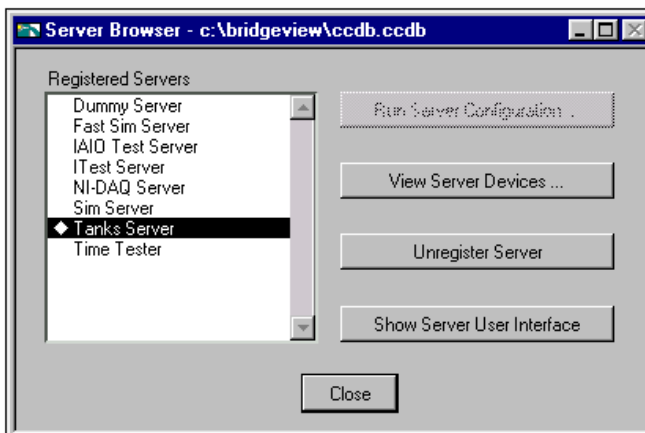 Server Browser - c:\bridgeview\ccdb.ccdb
Registered Servers
Dummy Server
Fast Sim Server
IAIO Test Server
ITest Server
NI-DAQ Server
Sim Server
Tanks Server
Time Tester
Run Server Configuration ..
View Server Devices ...
Unregister Server
Show Server User Interface
Close